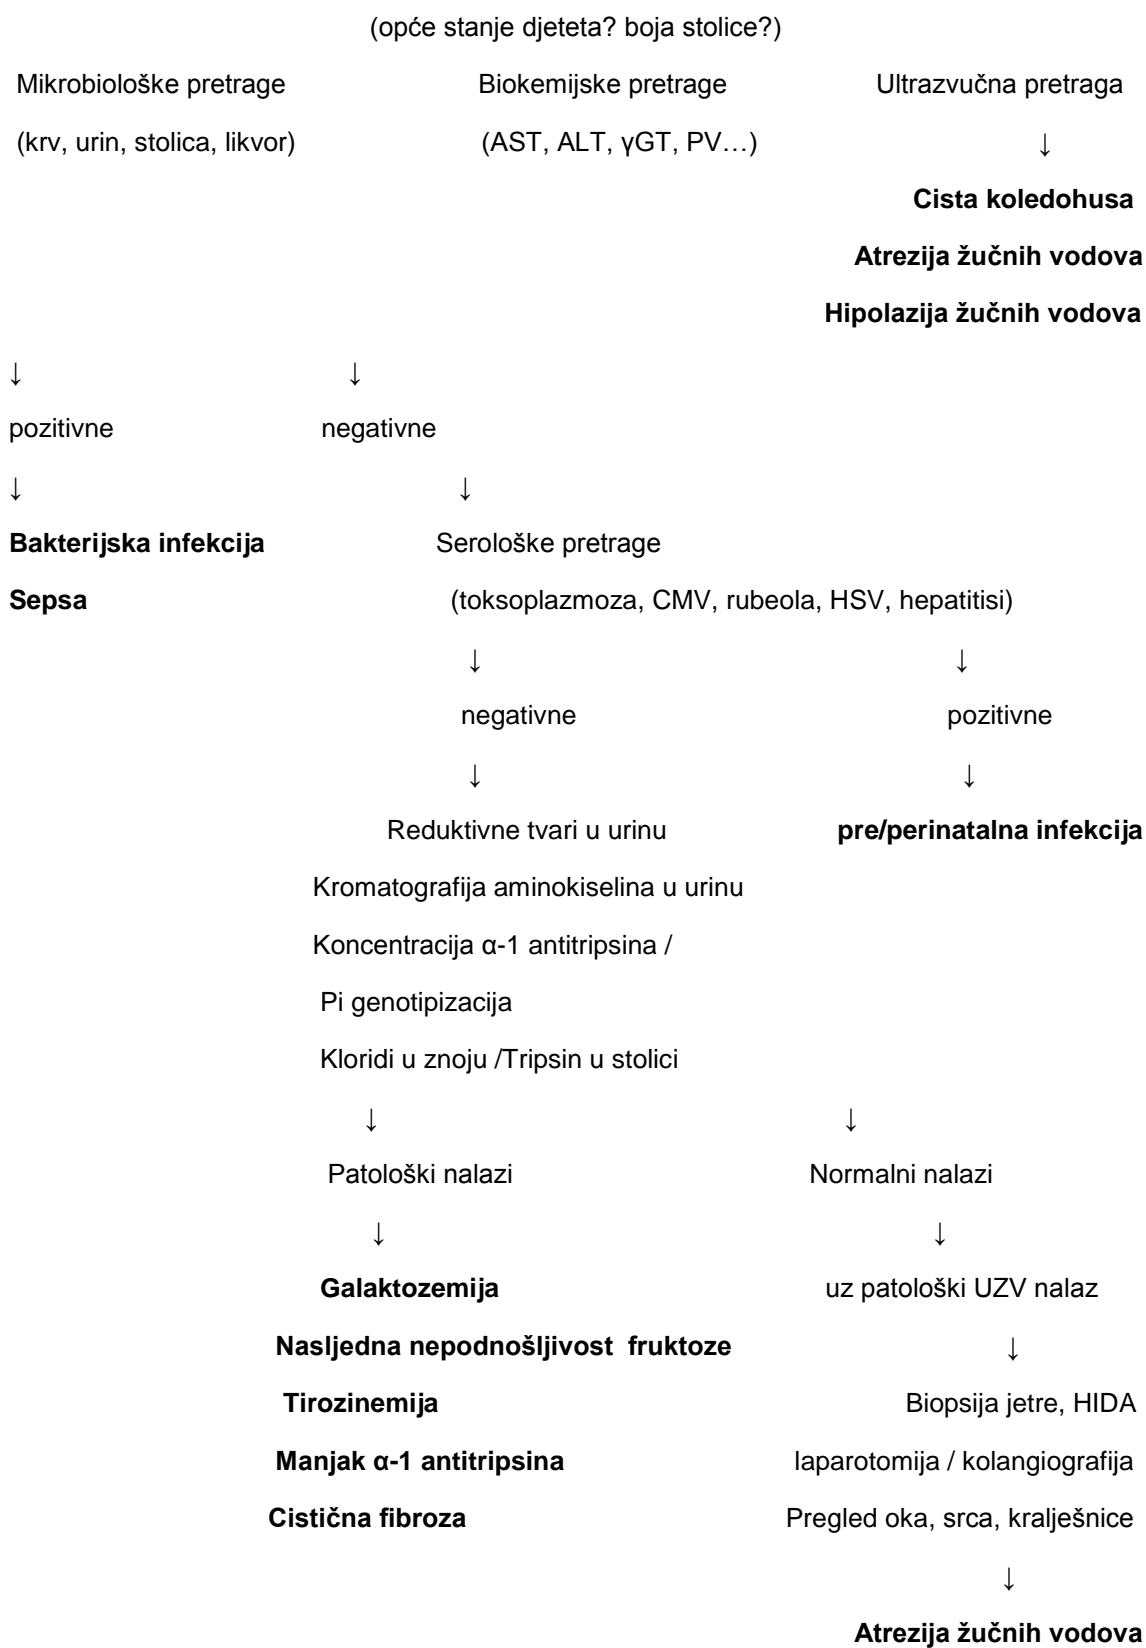 (opće stanje djeteta? boja stolice?)
Mikrobiološke pretrage Biokemijske pretrage Ultrazvučna pretraga
(krv, urin, stolica, likvor) (AST, ALT, γGT, PV…) ↓
Cista koledohusa
Atrezija žučnih vodova
Hipolazija žučnih vodova
↓ ↓
pozitivne negativne
↓ ↓
Bakterijska infekcija Serološke pretrage
Sepsa (toksoplazmoza, CMV, rubeola, HSV, hepatitisi)
↓ ↓
negativne pozitivne
↓ ↓
Reduktivne tvari u urinu pre/perinatalna infekcija
Kromatografija aminokiselina u urinu
Koncentracija α-1 antitripsina /
Pi genotipizacija
Kloridi u znoju /Tripsin u stolici
↓ ↓
Patološki nalazi Normalni nalazi
↓ ↓
Galaktozemija uz patološki UZV nalaz
Nasljedna nepodnošljivost fruktoze ↓
Tirozinemija Biopsija jetre, HIDA
Manjak α-1 antitripsina laparotomija / kolangiografija
Cistična fibroza Pregled oka, srca, kralješnice
↓
Atrezija žučnih vodova